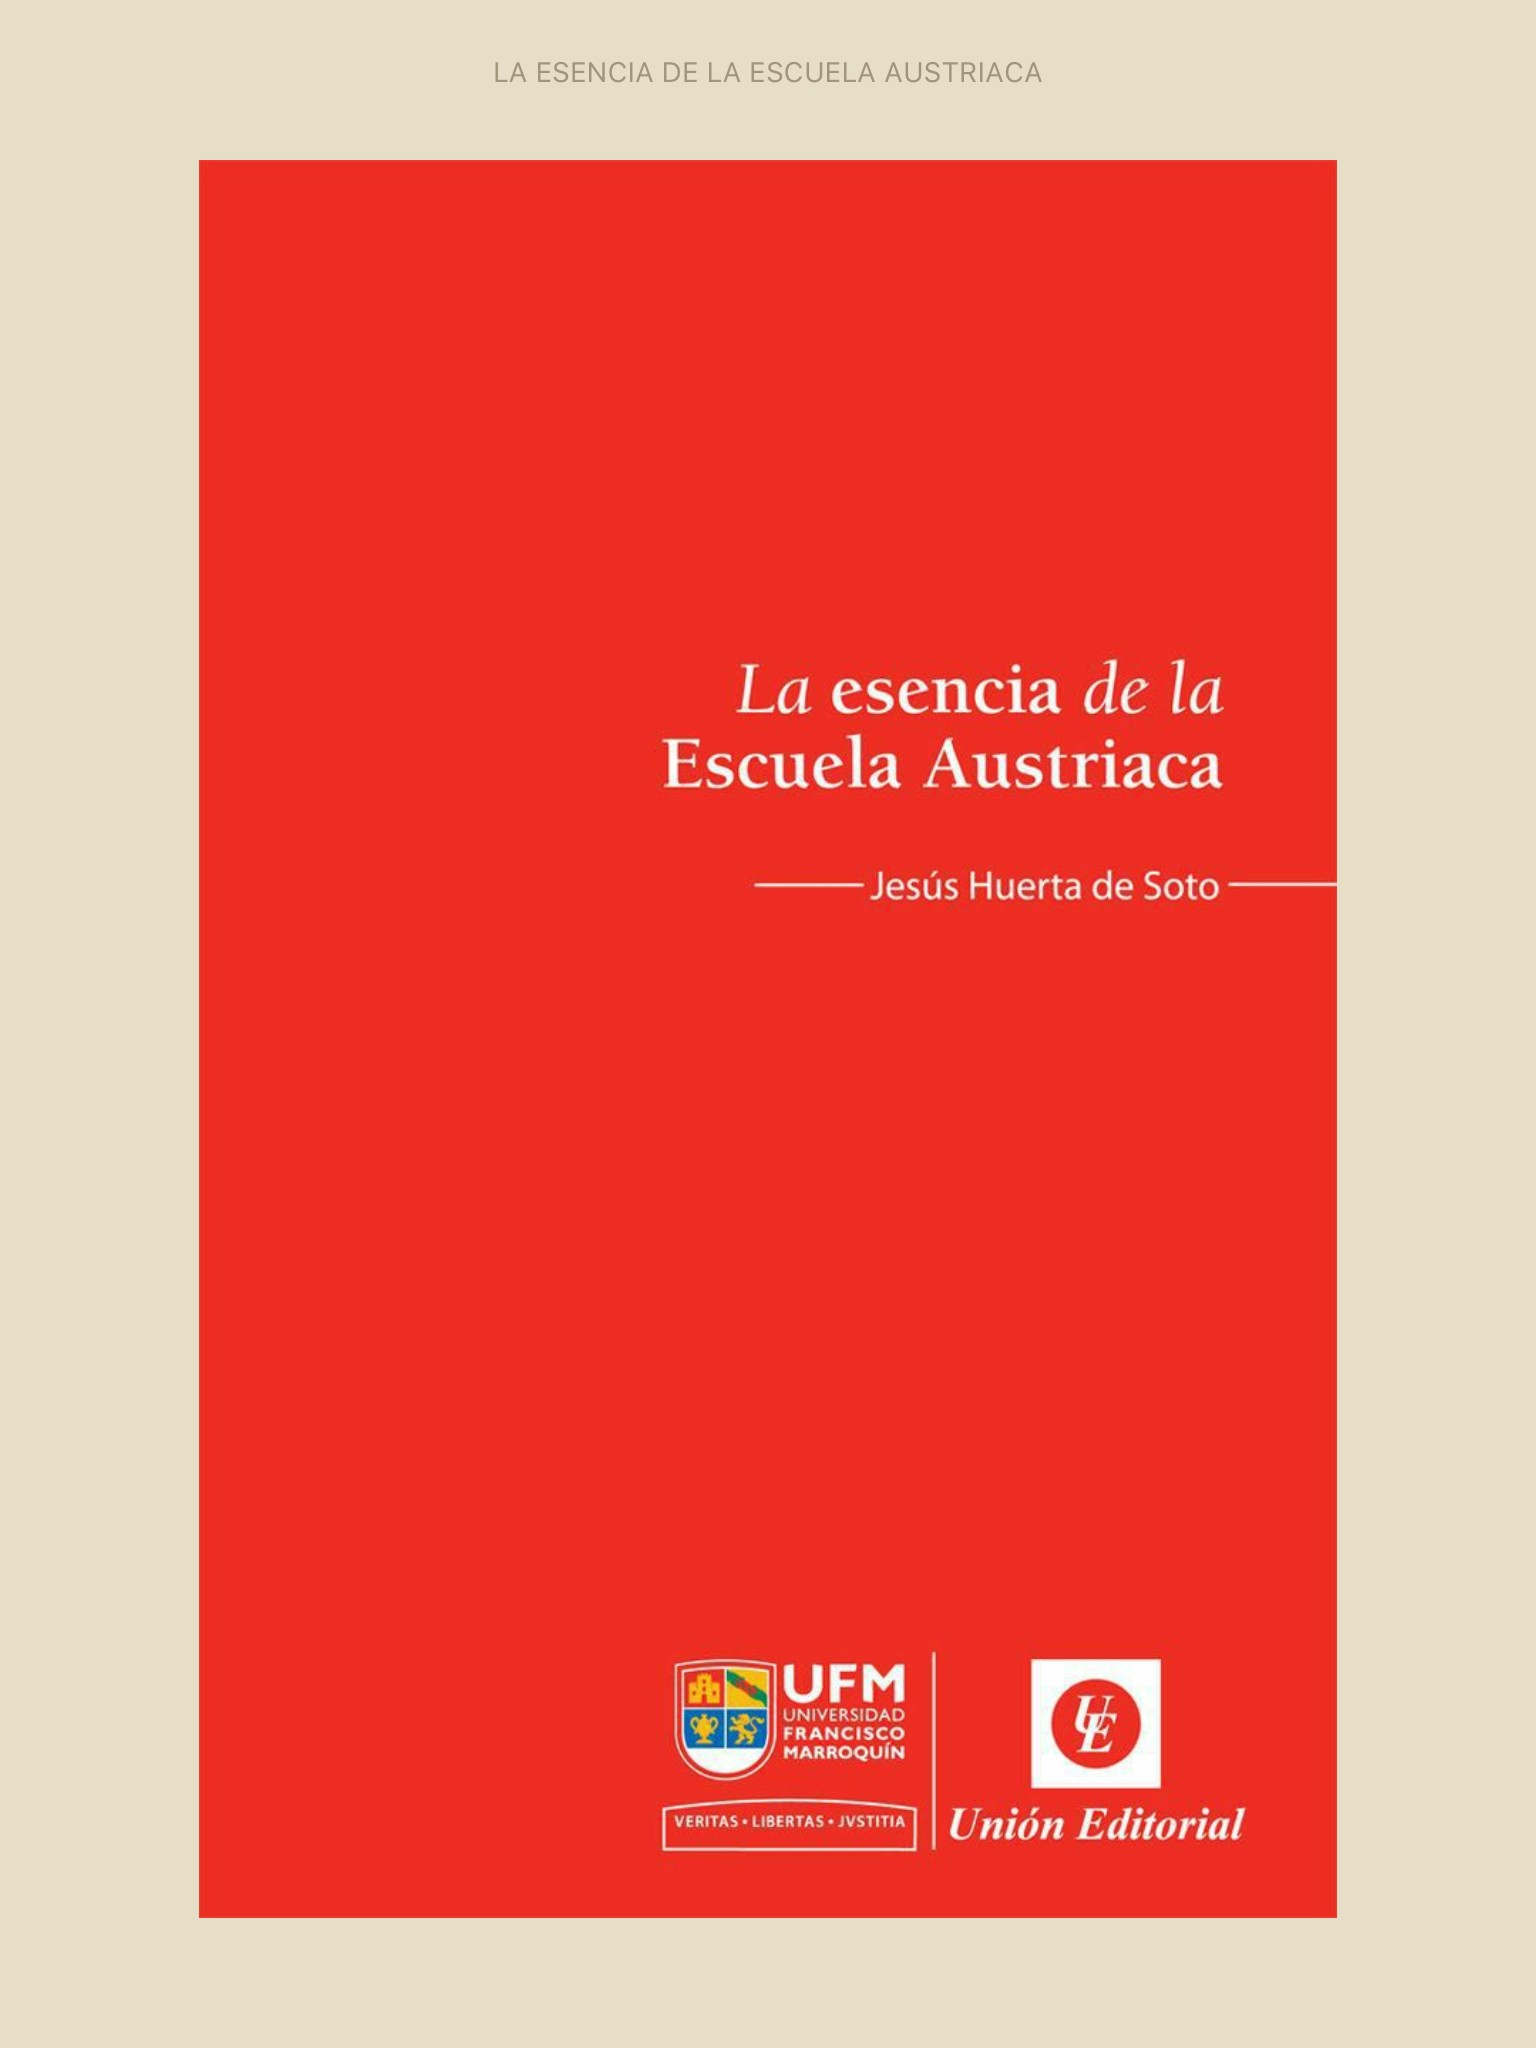 LA ESENCIA DE LA ESCUELA AUSTRIACA
La esencia de la
Escuela Austriaca
Jesús Huerta de Soto
UFM
UNIVERSIDAD
FRANCISCO
MARROQUÍN
VERITAS • LIBERTAS • JVSTITIA
UE
Unión Editorial